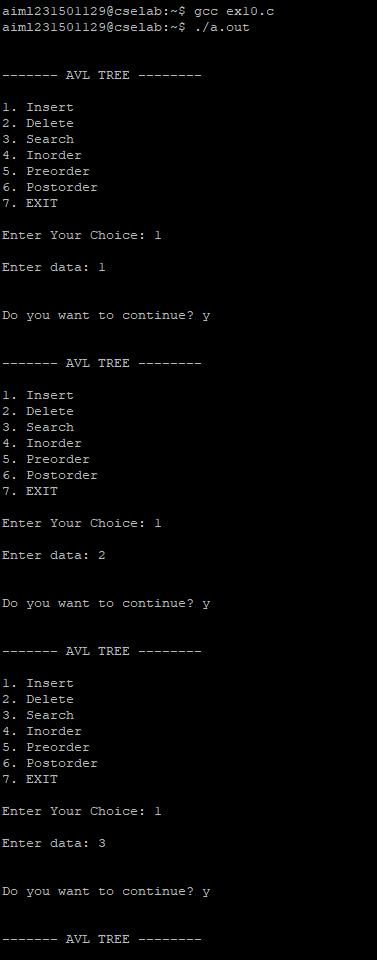 aiml231501129@cselab:~$ gcc ex10.c
aiml231501129@cselab:~$ ./a.out
------- AVL TREE --------
1. Insert
2. Delete
3. Search
4. Inorder
5. Preorder
6. Postorder
7. EXIT
Enter Your Choice: 1
Enter data: 1
Do you want to continue? y
------- AVL TREE --------
1. Insert
2. Delete
3. Search
4. Inorder
5. Preorder
6. Postorder
7. EXIT
Enter Your Choice: 1
Enter data: 2
Do you want to continue? y
------- AVL TREE --------
1. Insert
2. Delete
3. Search
4. Inorder
5. Preorder
6. Postorder
7. EXIT
Enter Your Choice: 1
Enter data: 3
Do you want to continue? y
------- AVL TREE --------